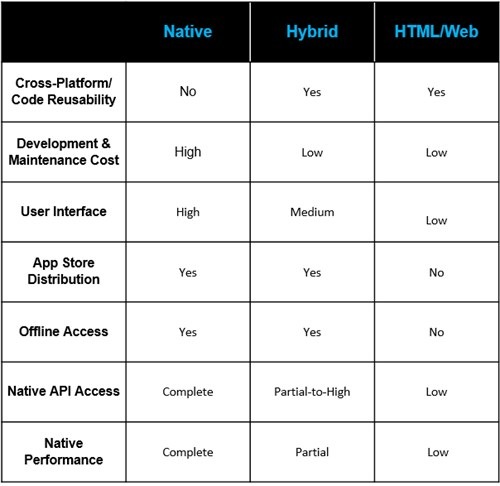 Native Hybrid HTML/Web
Cross-Platform/
Code Reusability No Yes Yes
Development &
Maintenance Cost High Low Low
User Interface High Medium Low
App Store
Distribution Yes Yes No
Offline Access Yes Yes No
Native API Access Complete Partial-to-High Low
Native
Performance Complete Partial Low